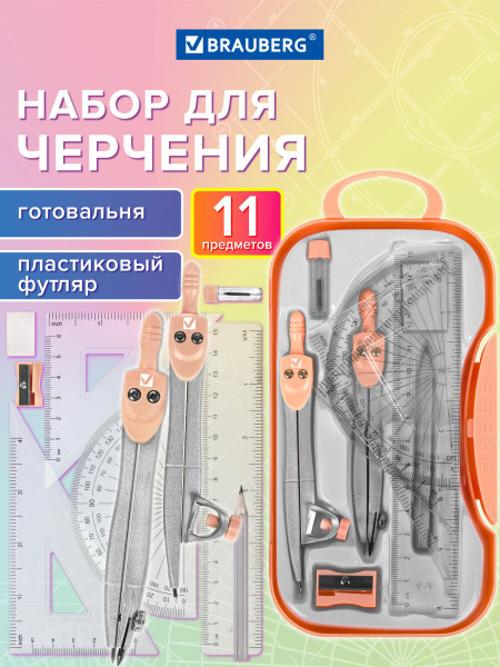 BRAUBERG®
НАБОР ДЛЯ
ЧЕРЧЕНИЯ
готовальня
11
предметов
пластиковый
футляр